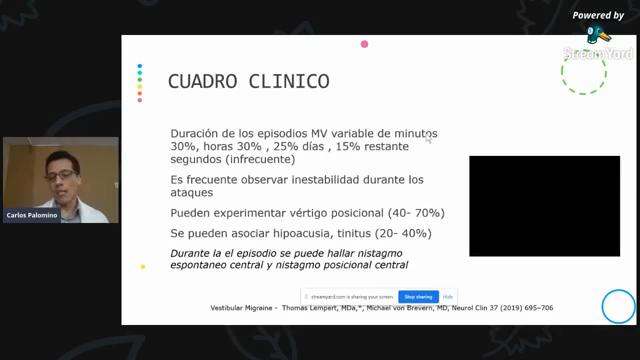 Powered by
StreamYard
CUADRO CLINICO
Duración de los episodios MV variable de minutos
30%, horas 30% , 25% días , 15% restante
segundos (infrecuente)
Es frecuente observar inestabilidad durante los
ataques
Pueden experimentar vértigo posicional (40- 70%)
Se pueden asociar hipoacusia, tinitus (20- 40%)
Durante la el episodio se puede hallar nistagmo
espontaneo central y nistagmo posicional central
Carlos Palomino
streamyard.com is sharing your screen.
Stop sharing
Hide
Vestibular Migraine - Thomas Lempert, MDa,*, Michael von Brevern, MD, Neurol Clin 37 (2019) 695–706